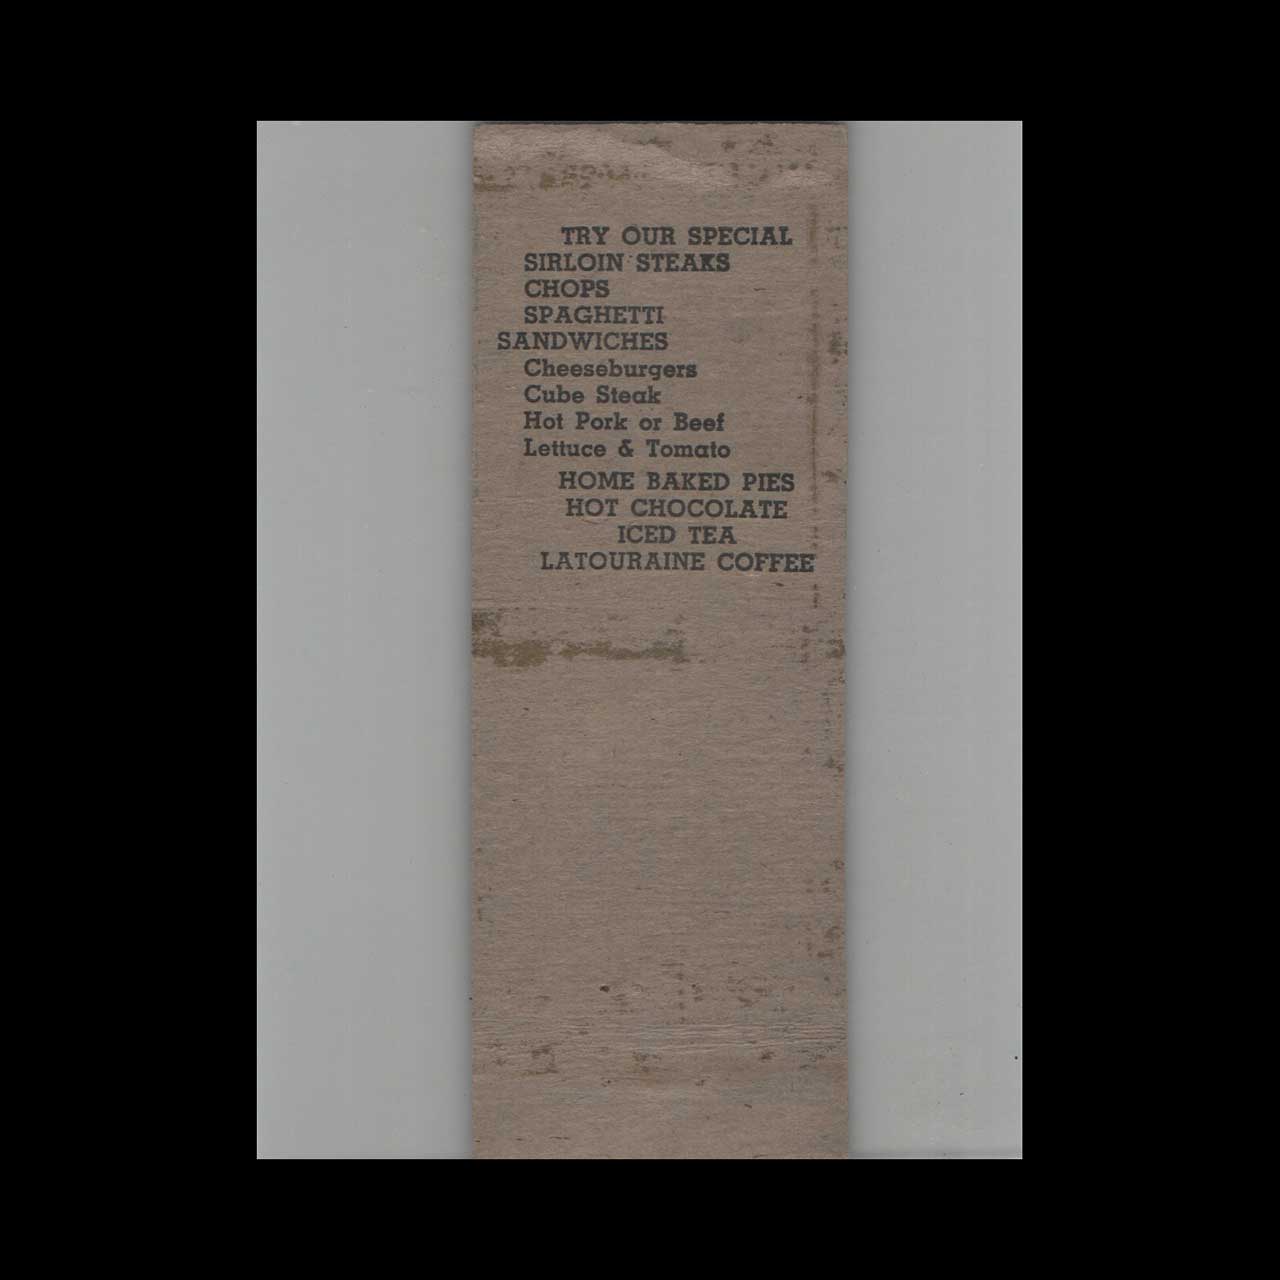 TRY OUR SPECIAL
SIRLOIN STEAKS
CHOPS
SPAGHETTI
SANDWICHES
Cheeseburgers
Cube Steak
Hot Pork or Beef
Lettuce & Tomato
HOME BAKED PIES
HOT CHOCOLATE
ICED TEA
LATOURAINE COFFEE